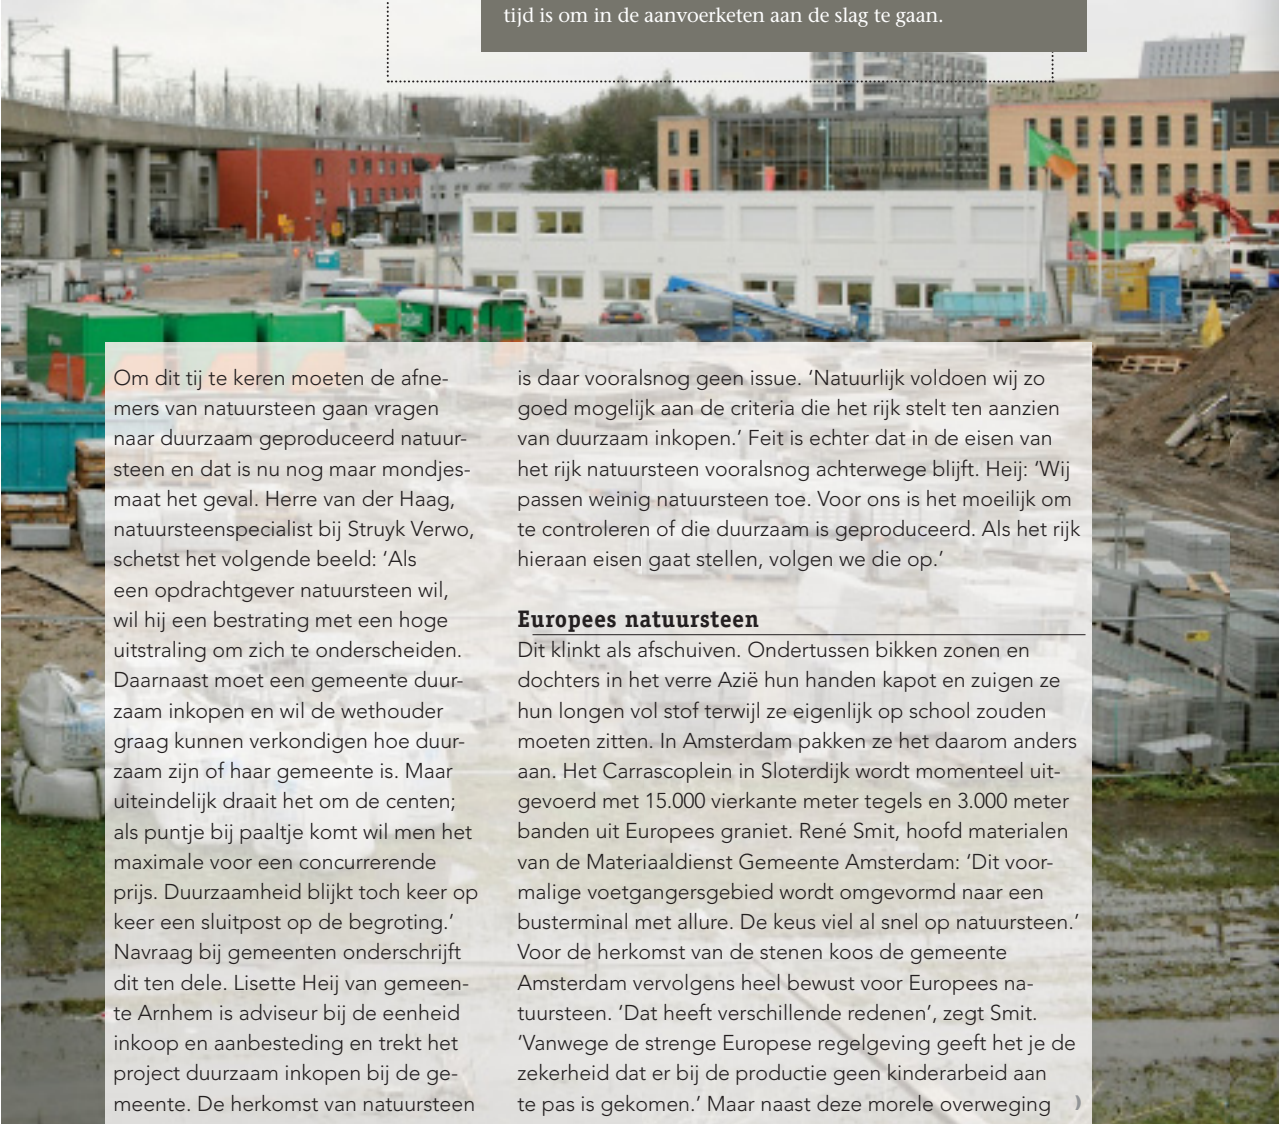 tijd is om in de aanvoerketen aan de slag te gaan.
Om dit tij te keren moeten de afne-
mers van natuursteen gaan vragen
naar duurzaam geproduceerd natuur-
steen en dat is nu nog maar mondjes-
maat het geval. Herre van der Haag,
natuursteenspecialist bij Struyk Verwo,
schetst het volgende beeld: ‘Als
een opdrachtgever natuursteen wil,
wil hij een bestrating met een hoge
uitstraling om zich te onderscheiden.
Daarnaast moet een gemeente duur-
zaam inkopen en wil de wethouder
graag kunnen verkondigen hoe duur-
zaam zijn of haar gemeente is. Maar
uiteindelijk draait het om de centen;
als puntje bij paaltje komt wil men het
maximale voor een concurrerende
prijs. Duurzaamheid blijkt toch keer op
keer een sluitpost op de begroting.’
Navraag bij gemeenten onderschrijft
dit ten dele. Lisette Heij van gemeen-
te Arnhem is adviseur bij de eenheid
inkoop en aanbesteding en trekt het
project duurzaam inkopen bij de ge-
meente. De herkomst van natuursteen
is daar vooralsnog geen issue. ‘Natuurlijk voldoen wij zo
goed mogelijk aan de criteria die het rijk stelt ten aanzien
van duurzaam inkopen.’ Feit is echter dat in de eisen van
het rijk natuursteen vooralsnog achterwege blijft. Heij: ‘Wij
passen weinig natuursteen toe. Voor ons is het moeilijk om
te controleren of die duurzaam is geproduceerd. Als het rijk
hieraan eisen gaat stellen, volgen we die op.’
Europees natuursteen
Dit klinkt als afschuiven. Ondertussen bikken zonen en
dochters in het verre Azië hun handen kapot en zuigen ze
hun longen vol stof terwijl ze eigenlijk op school zouden
moeten zitten. In Amsterdam pakken ze het daarom anders
aan. Het Carrascoplein in Sloterdijk wordt momenteel uit-
gevoerd met 15.000 vierkante meter tegels en 3.000 meter
banden uit Europees graniet. René Smit, hoofd materialen
van de Materiaaldienst Gemeente Amsterdam: ‘Dit voor-
malige voetgangersgebied wordt omgevormd naar een
busterminal met allure. De keus viel al snel op natuursteen.’
Voor de herkomst van de stenen koos de gemeente
Amsterdam vervolgens heel bewust voor Europees na-
tuursteen. ‘Dat heeft verschillende redenen’, zegt Smit.
‘Vanwege de strenge Europese regelgeving geeft het je de
zekerheid dat er bij de productie geen kinderarbeid aan
te pas is gekomen.’ Maar naast deze morele overweging